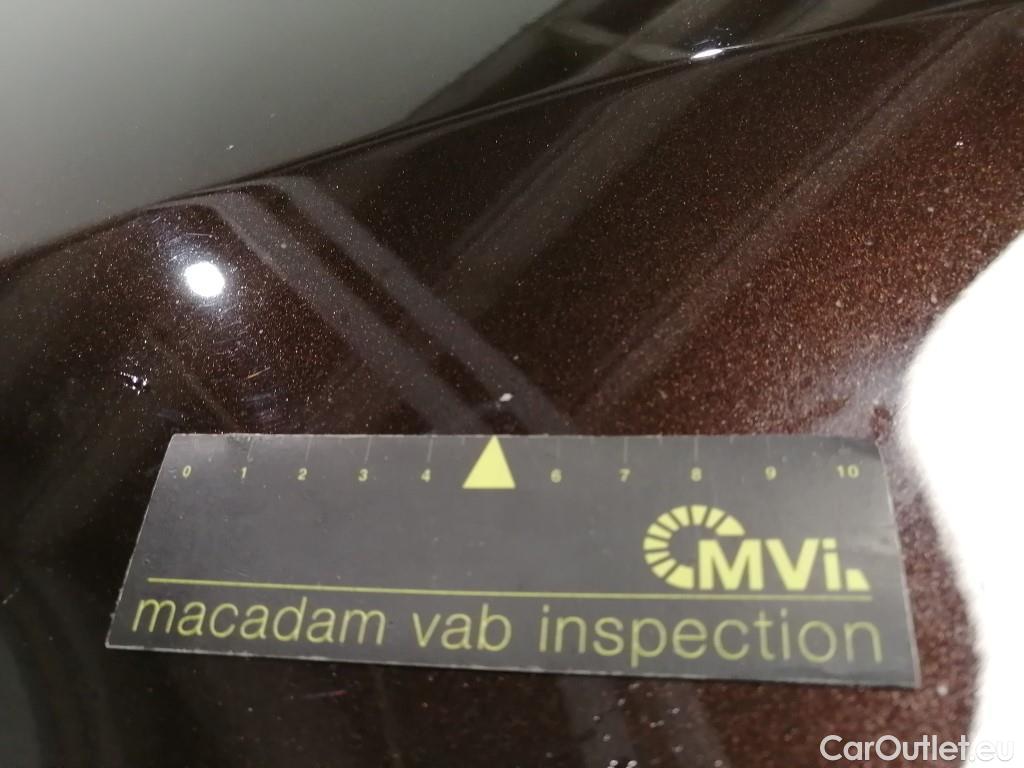 0 1 2 3 4 6 7 8 9 10
MVi.
macadam vab inspection
CarOutlet.eu